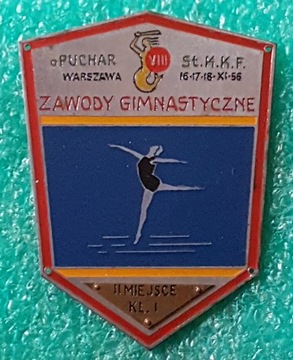 o PUCHAR VIII St. K.K.F.
WARSZAWA 16-17-18-XI-56
ZAWODY GIMNASTYCZNE
II MIEJSCE
KL. I